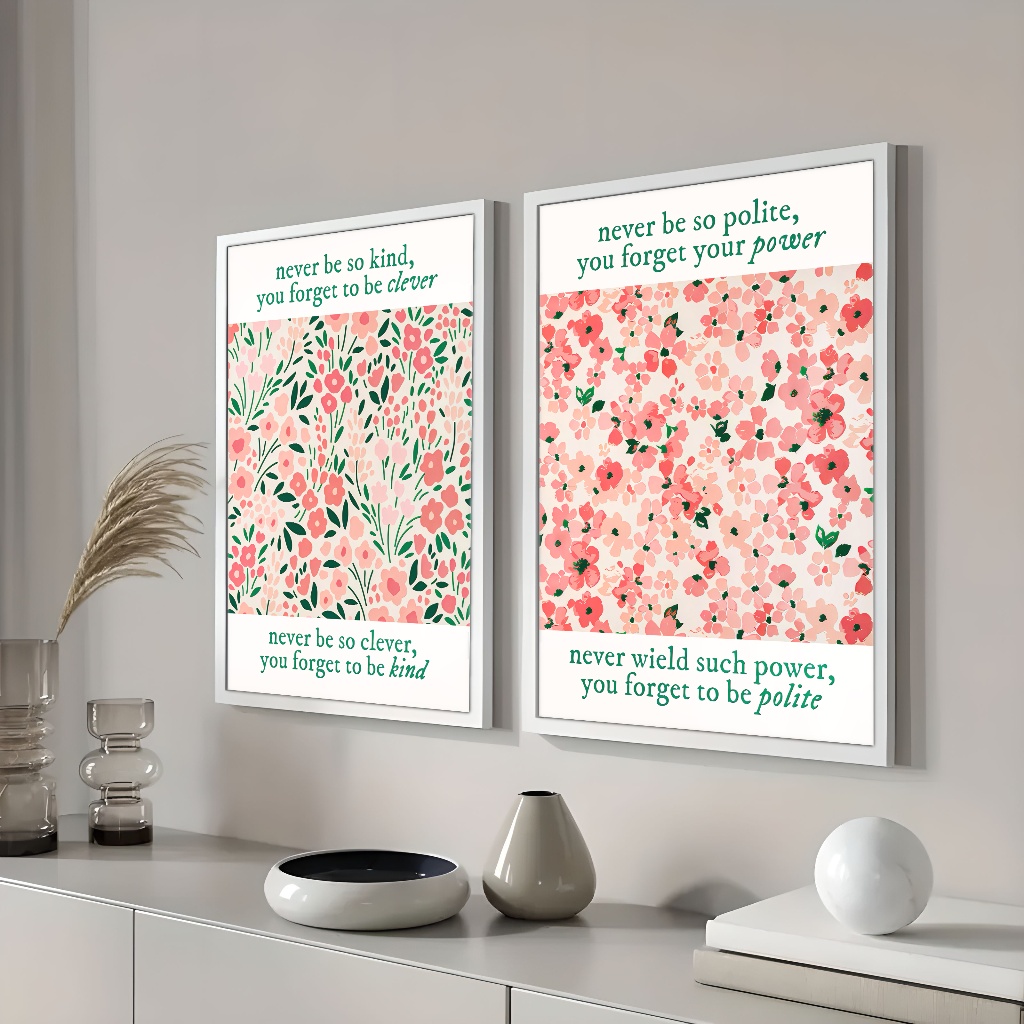 never be so kind,
you forget to be clever
never be so clever,
you forget to be kind
never be so polite,
you forget your power
never wield such power,
you forget to be polite